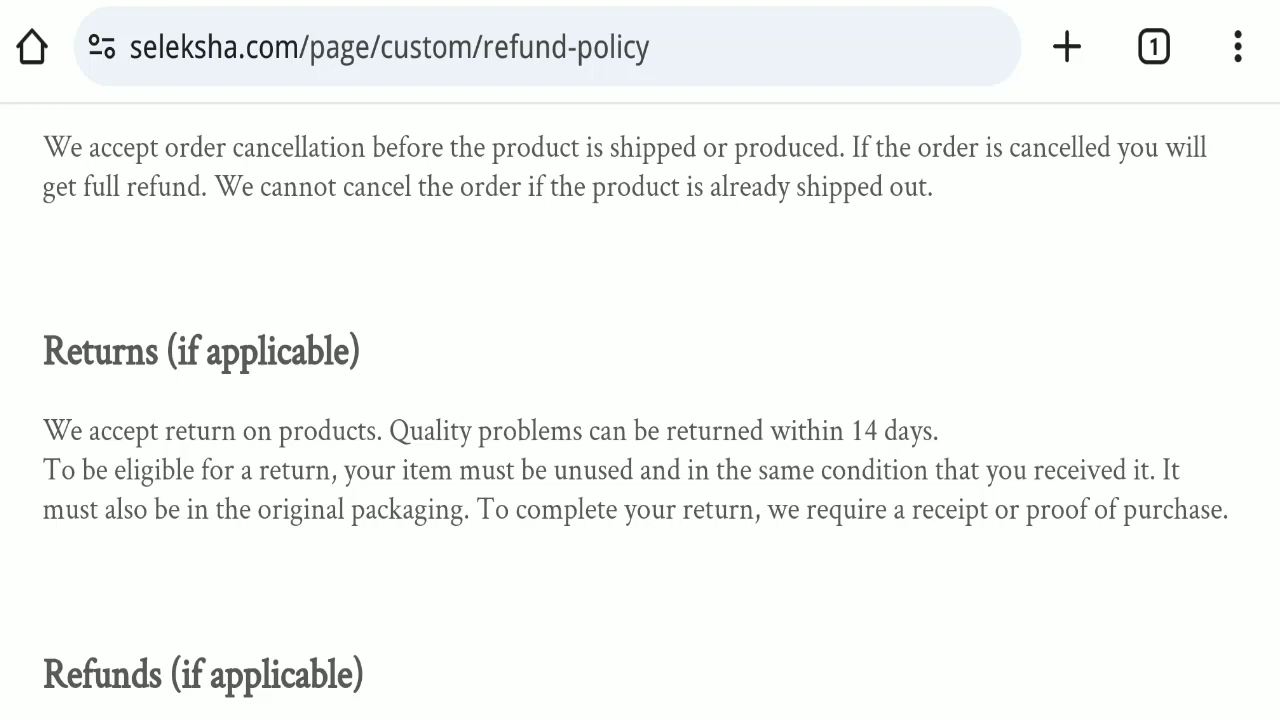 seleksha.com/page/custom/refund-policy
1
We accept order cancellation before the product is shipped or produced. If the order is cancelled you will
get full refund. We cannot cancel the order if the product is already shipped out.
Returns (if applicable)
We accept return on products. Quality problems can be returned within 14 days.
To be eligible for a return, your item must be unused and in the same condition that you received it. It
must also be in the original packaging. To complete your return, we require a receipt or proof of purchase.
Refunds (if applicable)